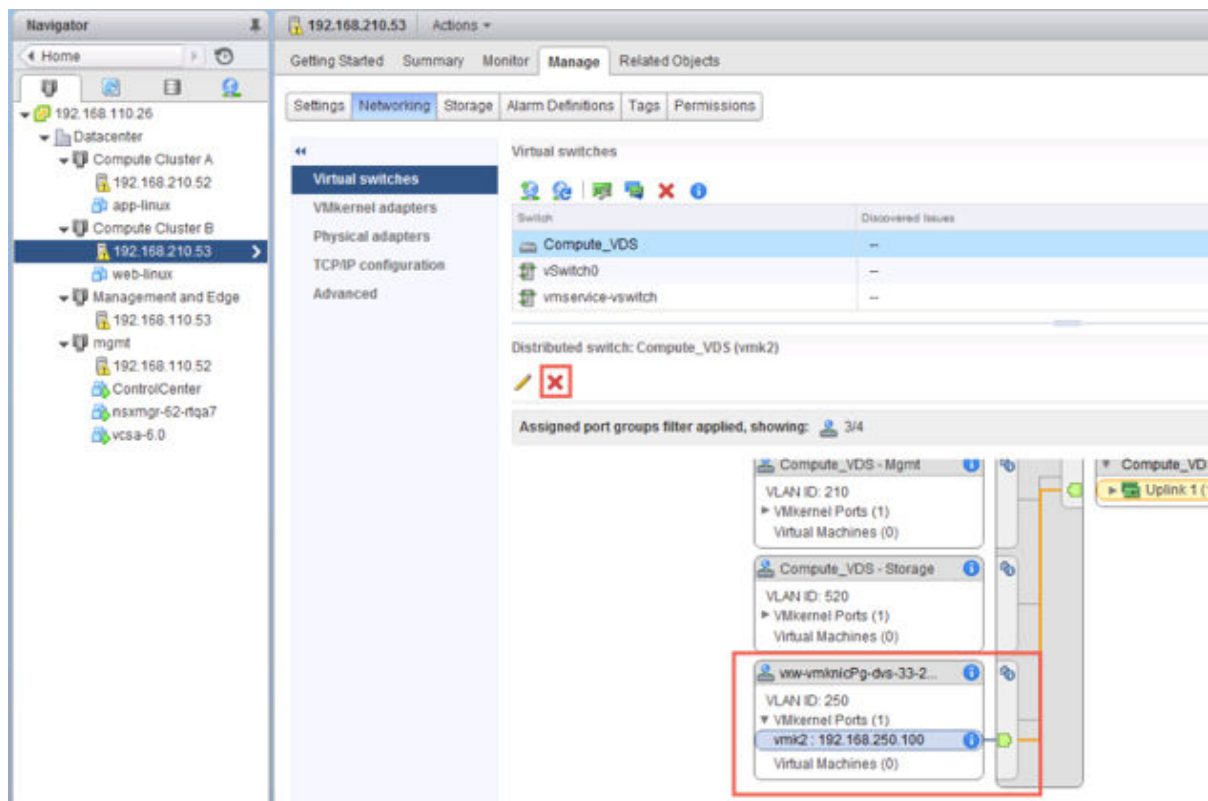 Navigator
Home
192.168.110.26
Datacenter
Compute Cluster A
192.168.210.52
app-linux
Compute Cluster B
192.168.210.53
web-linux
Management and Edge
192.168.110.53
mgmt
192.168.110.52
ControlCenter
nsxmgr-62-rtqa7
vcsa-6.0
192.168.210.53 Actions
Getting Started Summary Monitor Manage Related Objects
Settings Networking Storage Alarm Definitions Tags Permissions
Virtual switches
VMkernel adapters
Physical adapters
TCP/IP configuration
Advanced
Virtual switches
Switch Discovered Issues
Compute_VDS --
vSwitch0 --
vmservice-vswitch --
Distributed switch: Compute_VDS (vmk2)
Assigned port groups filter applied, showing: 3/4
Compute_VDS - Mgmt
VLAN ID: 210
VMkernel Ports (1)
Virtual Machines (0)
Compute_VD
Uplink 1 (
Compute_VDS - Storage
VLAN ID: 520
VMkernel Ports (1)
Virtual Machines (0)
vxw-vmknicPg-dvs-33-2...
VLAN ID: 250
VMkernel Ports (1)
vmk2 : 192.168.250.100
Virtual Machines (0)